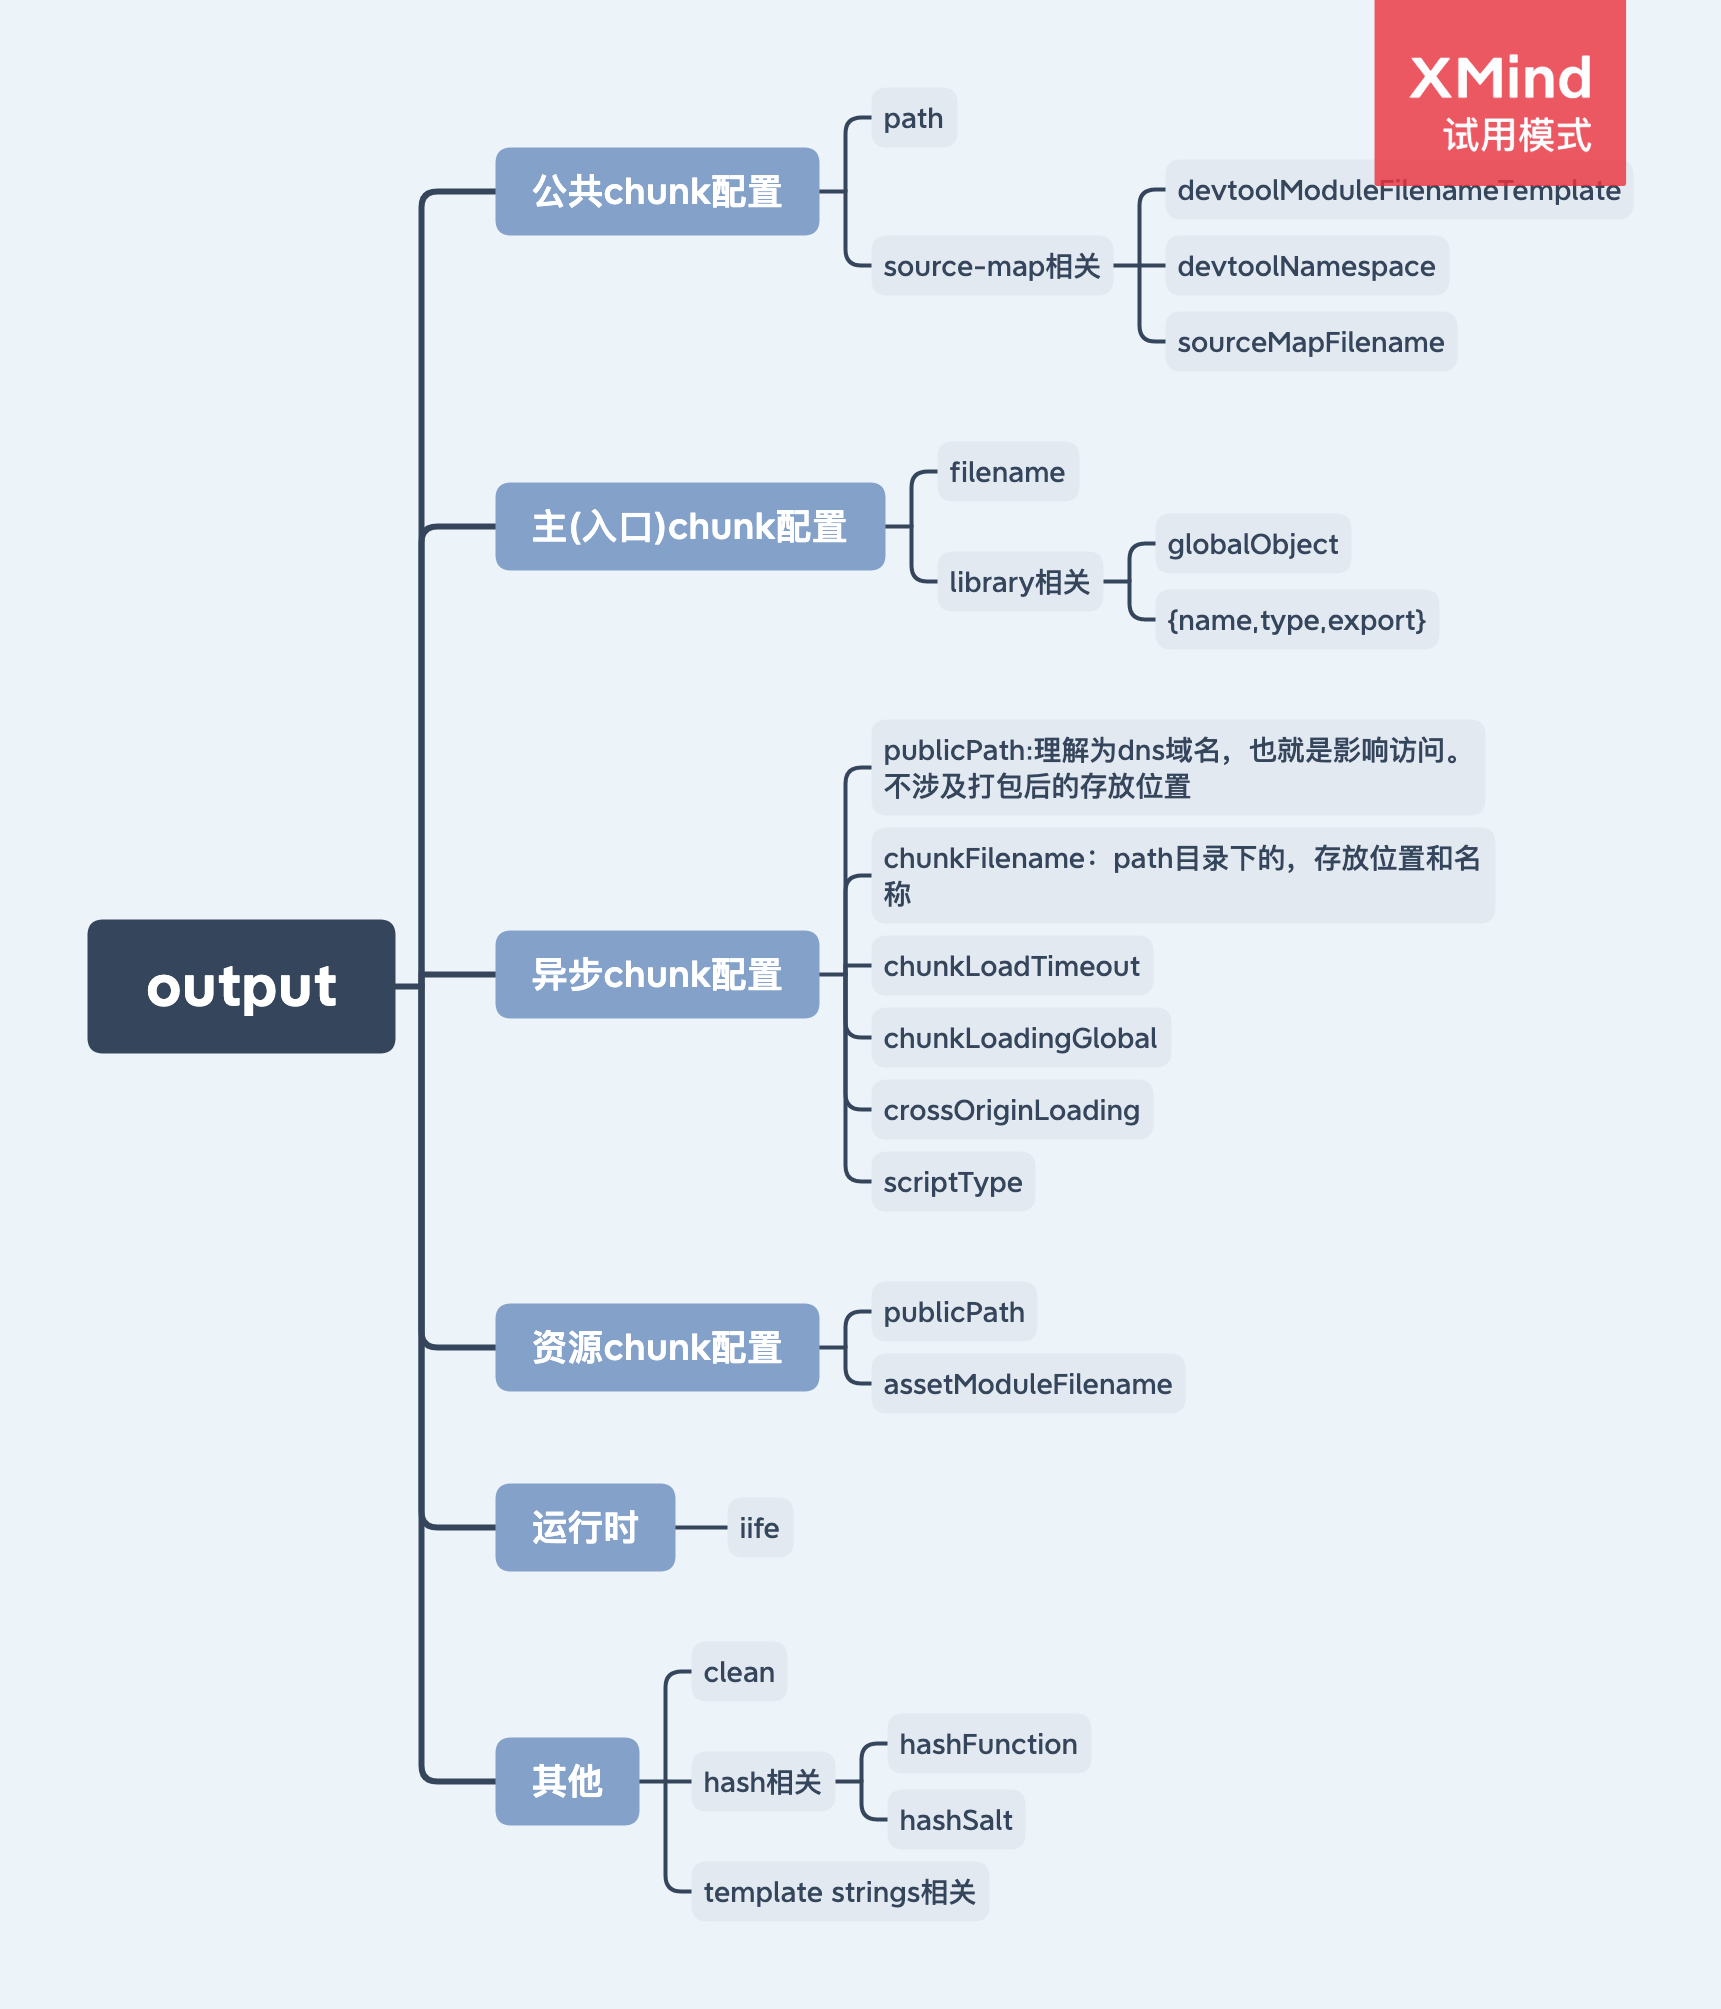 XMind
试用模式
output
公共chunk配置
path
source-map相关
devtoolModuleFilenameTemplate
devtoolNamespace
sourceMapFilename
主(入口)chunk配置
filename
library相关
globalObject
{name,type,export}
异步chunk配置
publicPath:理解为dns域名，也就是影响访问。
不涉及打包后的存放位置
chunkFilename：path目录下的，存放位置和名
称
chunkLoadTimeout
chunkLoadingGlobal
crossOriginLoading
scriptType
资源chunk配置
publicPath
assetModuleFilename
运行时
iife
其他
clean
hash相关
hashFunction
hashSalt
template strings相关